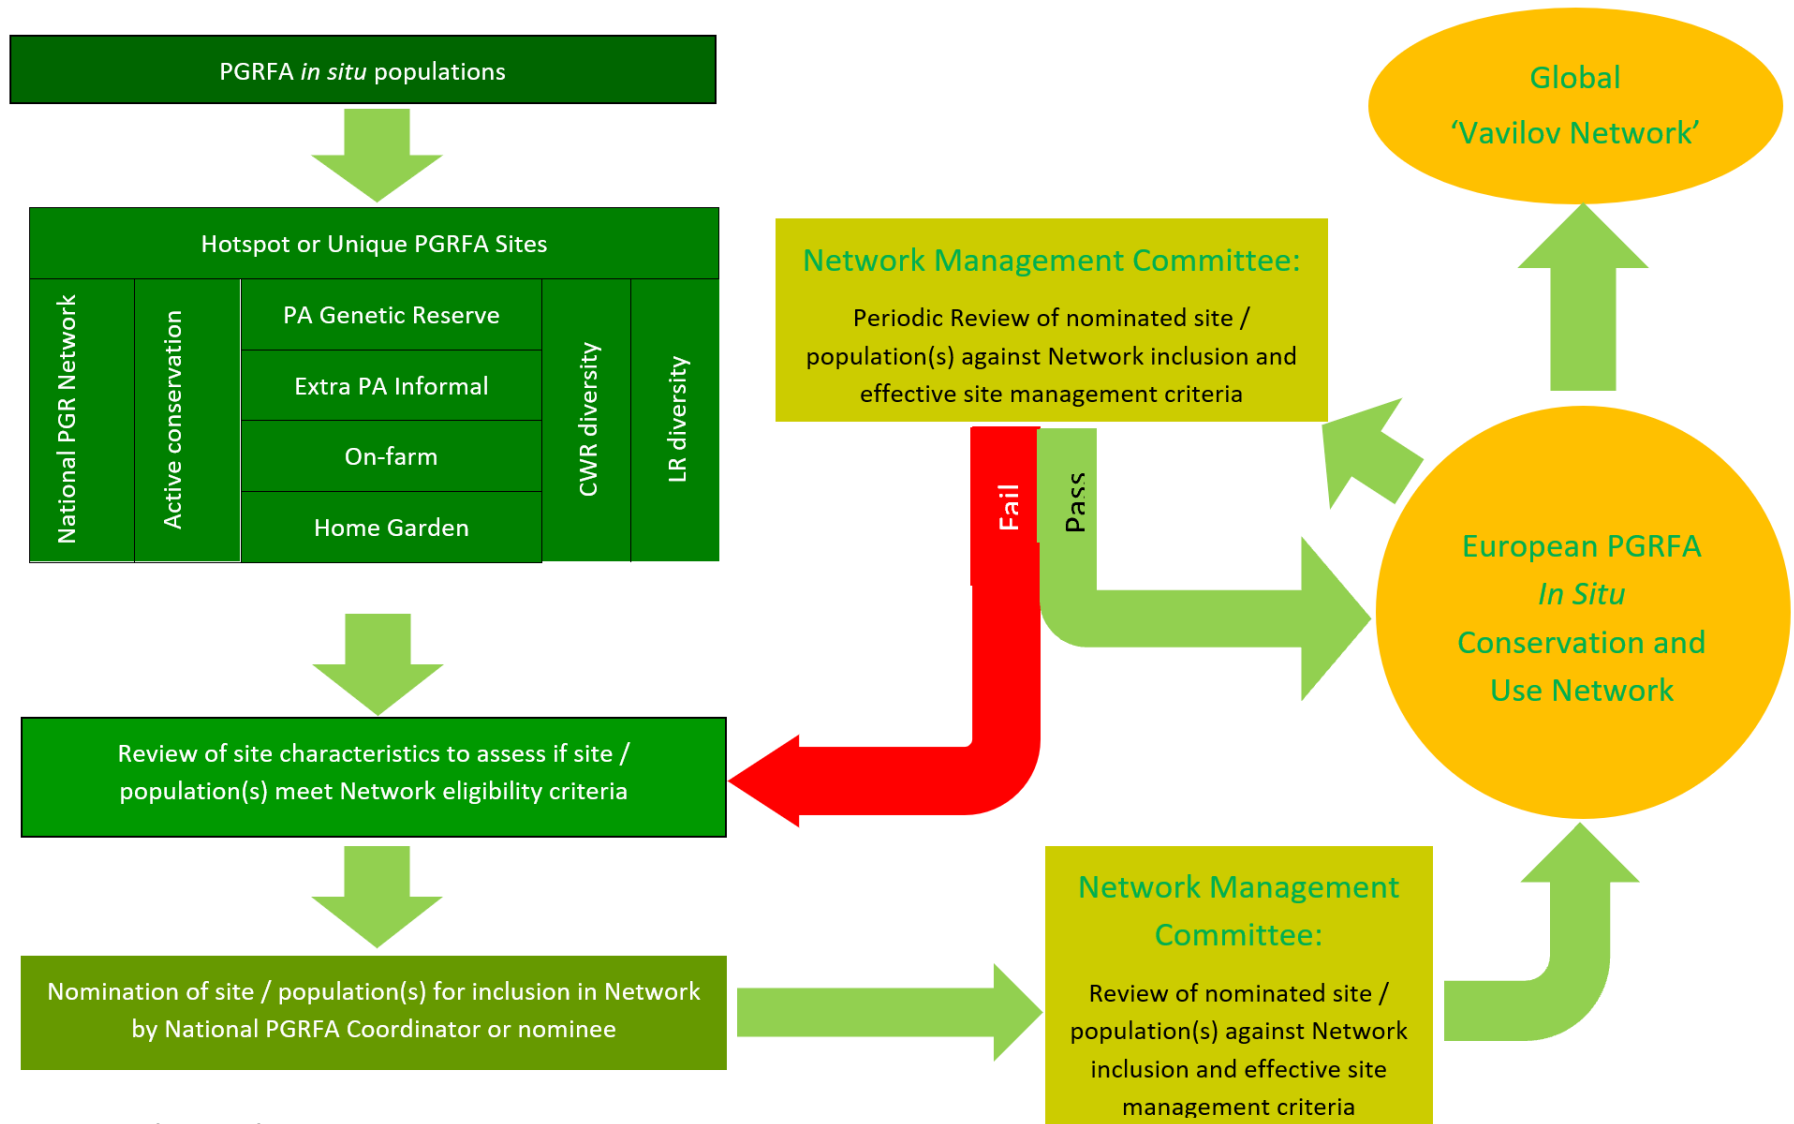 PGRFA in situ populations
Hotspot or Unique PGRFA Sites
National PGR Network
Active conservation
PA Genetic Reserve
Extra PA Informal
On-farm
Home Garden
CWR diversity
LR diversity
Review of site characteristics to assess if site /
population(s) meet Network eligibility criteria
Nomination of site / population(s) for inclusion in Network
by National PGRFA Coordinator or nominee
Network Management
Committee:
Review of nominated site /
population(s) against Network
inclusion and effective site
management criteria
European PGRFA
In Situ
Conservation and
Use Network
Network Management Committee:
Periodic Review of nominated site /
population(s) against Network inclusion and
effective site management criteria
Fail
Pass
Global
‘Vavilov Network’